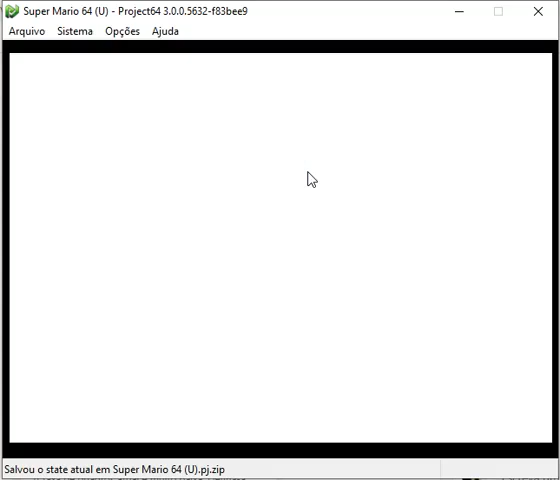 Super Mario 64 (U) - Project64 3.0.0.5632-f83bee9
Arquivo Sistema Opções Ajuda
Salvou o state atual em Super Mario 64 (U).pj.zip